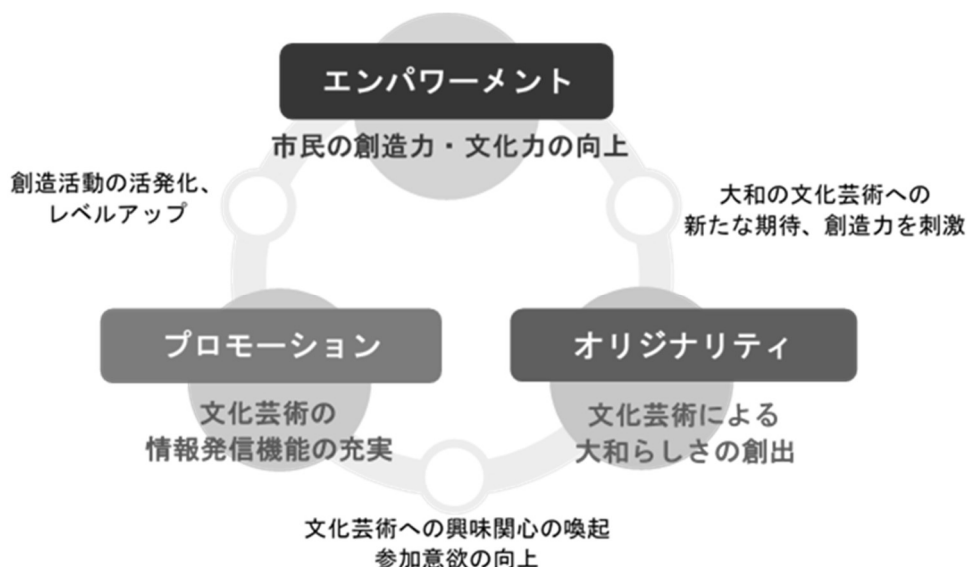 エンパワーメント
市民の創造力・文化力の向上
創造活動の活発化、
レベルアップ
大和の文化芸術への
新たな期待、創造力を刺激
プロモーション
文化芸術の
情報発信機能の充実
オリジナリティ
文化芸術による
大和らしさの創出
文化芸術への興味関心の喚起
参加意欲の向上